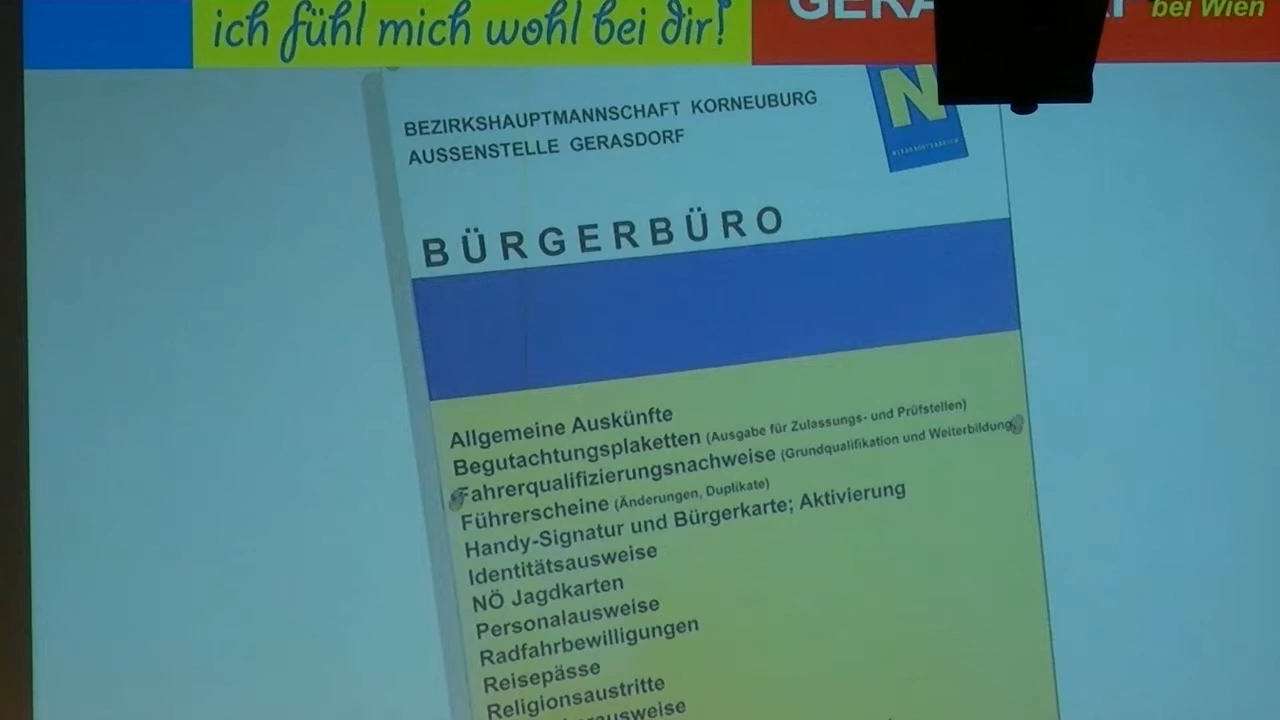 ich fühl mich wohl bei dir!
bei Wien
BEZIRKSHAUPTMANNSCHAFT KORNEUBURG
AUSSENSTELLE GERASDORF
N
BÜRGERBÜRO
Allgemeine Auskünfte
Begutachtungsplaketten (Ausgabe für Zulassungs- und Prüfstellen)
Fahrerqualifizierungsnachweise (Grundqualifikation und Weiterbildung)
Führerscheine (Änderungen, Duplikate)
Handy-Signatur und Bürgerkarte; Aktivierung
Identitätsausweise
NÖ Jagdkarten
Personalausweise
Radfahrbewilligungen
Reisepässe
Religionsaustritte